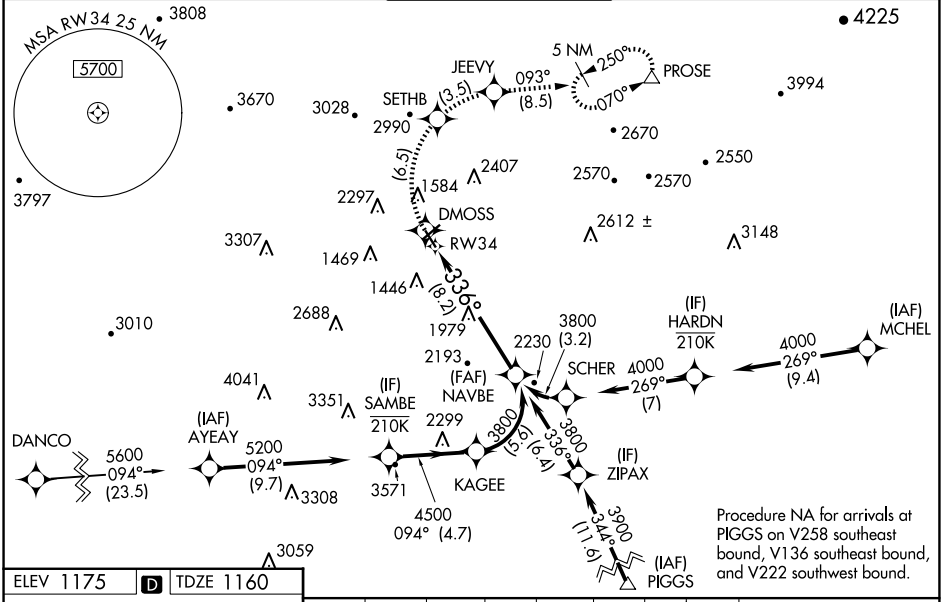 MSA RW34 25 NM
5700
3808
4225
5 NM
250°
070°
PROSE
JEEVY
093°
(8.5)
(3.5)
SETHB
3670
3028
2990
3994
2670
2550
2570
2570
3797
(6.5)
2407
1584
2297
DMOSS
RW34
2612 ±
3148
3307
1469
1446
336°
(8.2)
1979
2688
3010
2193
2230
3800
(3.2)
SCHER
(IF)
HARDN
210K
4000
269°
(7)
(IAF)
MCHEL
4000
269°
(9.4)
(FAF)
NAVBE
4041
3351
(IF)
SAMBE
210K
2299
(IAF)
AYEAY
DANCO
5600
094°
(23.5)
5200
094°
(9.7)
3308
3571
KAGEE
3800
(5.6)
4500
094° (4.7)
3800
336°
(6.4)
(IF)
ZIPAX
3900
344°
(11.6)
(IAF)
PIGGS
3059
Procedure NA for arrivals at
PIGGS on V258 southeast
bound, V136 southeast bound,
and V222 southwest bound.
ELEV 1175 D TDZE 1160